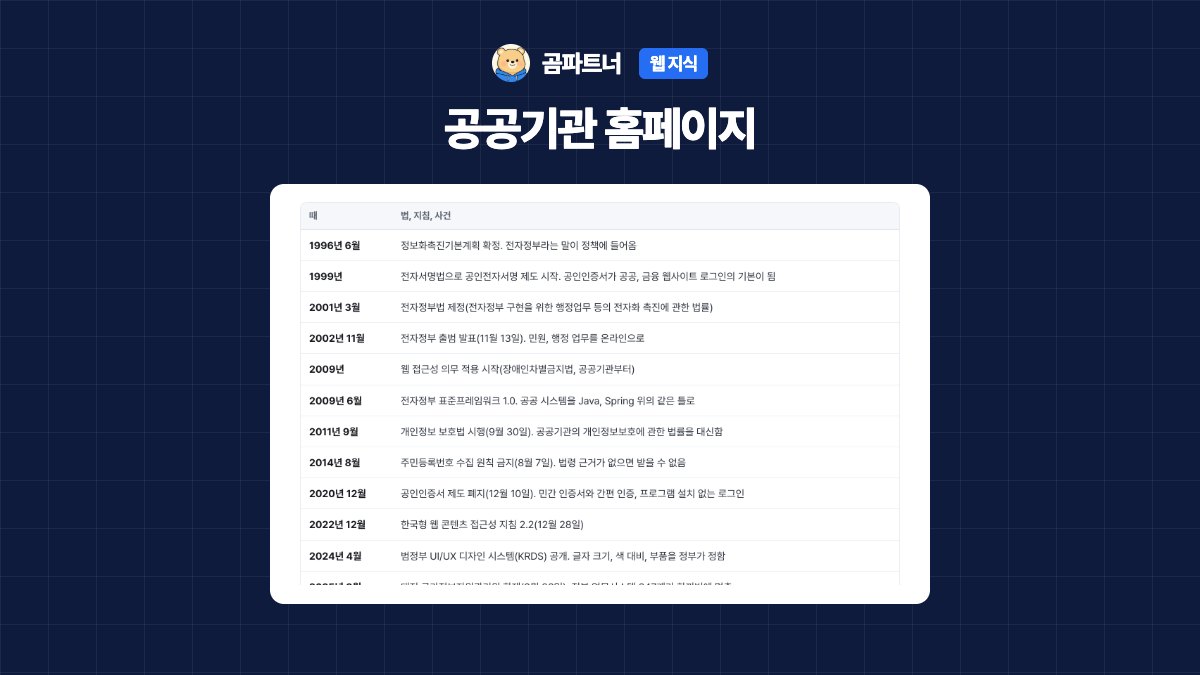 곰파트너 웹 지식
공공기관 홈페이지
때 법, 지침, 사건
1996년 6월 정보화촉진기본계획 확정. 전자정부라는 말이 정책에 들어옴
1999년 전자서명법으로 공인전자서명 제도 시작. 공인인증서가 공공, 금융 웹사이트 로그인의 기본이 됨
2001년 3월 전자정부법 제정(전자정부 구현을 위한 행정업무 등의 전자화 촉진에 관한 법률)
2002년 11월 전자정부 출범 발표(11월 13일). 민원, 행정 업무를 온라인으로
2009년 웹 접근성 의무 적용 시작(장애인차별금지법, 공공기관부터)
2009년 6월 전자정부 표준프레임워크 1.0. 공공 시스템을 Java, Spring 위의 같은 틀로
2011년 9월 개인정보 보호법 시행(9월 30일). 공공기관의 개인정보보호에 관한 법률을 대신함
2014년 8월 주민등록번호 수집 원칙 금지(8월 7일). 법령 근거가 없으면 받을 수 없음
2020년 12월 공인인증서 제도 폐지(12월 10일). 민간 인증서와 간편 인증, 프로그램 설치 없는 로그인
2022년 12월 한국형 웹 콘텐츠 접근성 지침 2.2(12월 28일)
2024년 4월 범정부 UI/UX 디자인 시스템(KRDS) 공개. 글자 크기, 색 대비, 부품을 정부가 정함